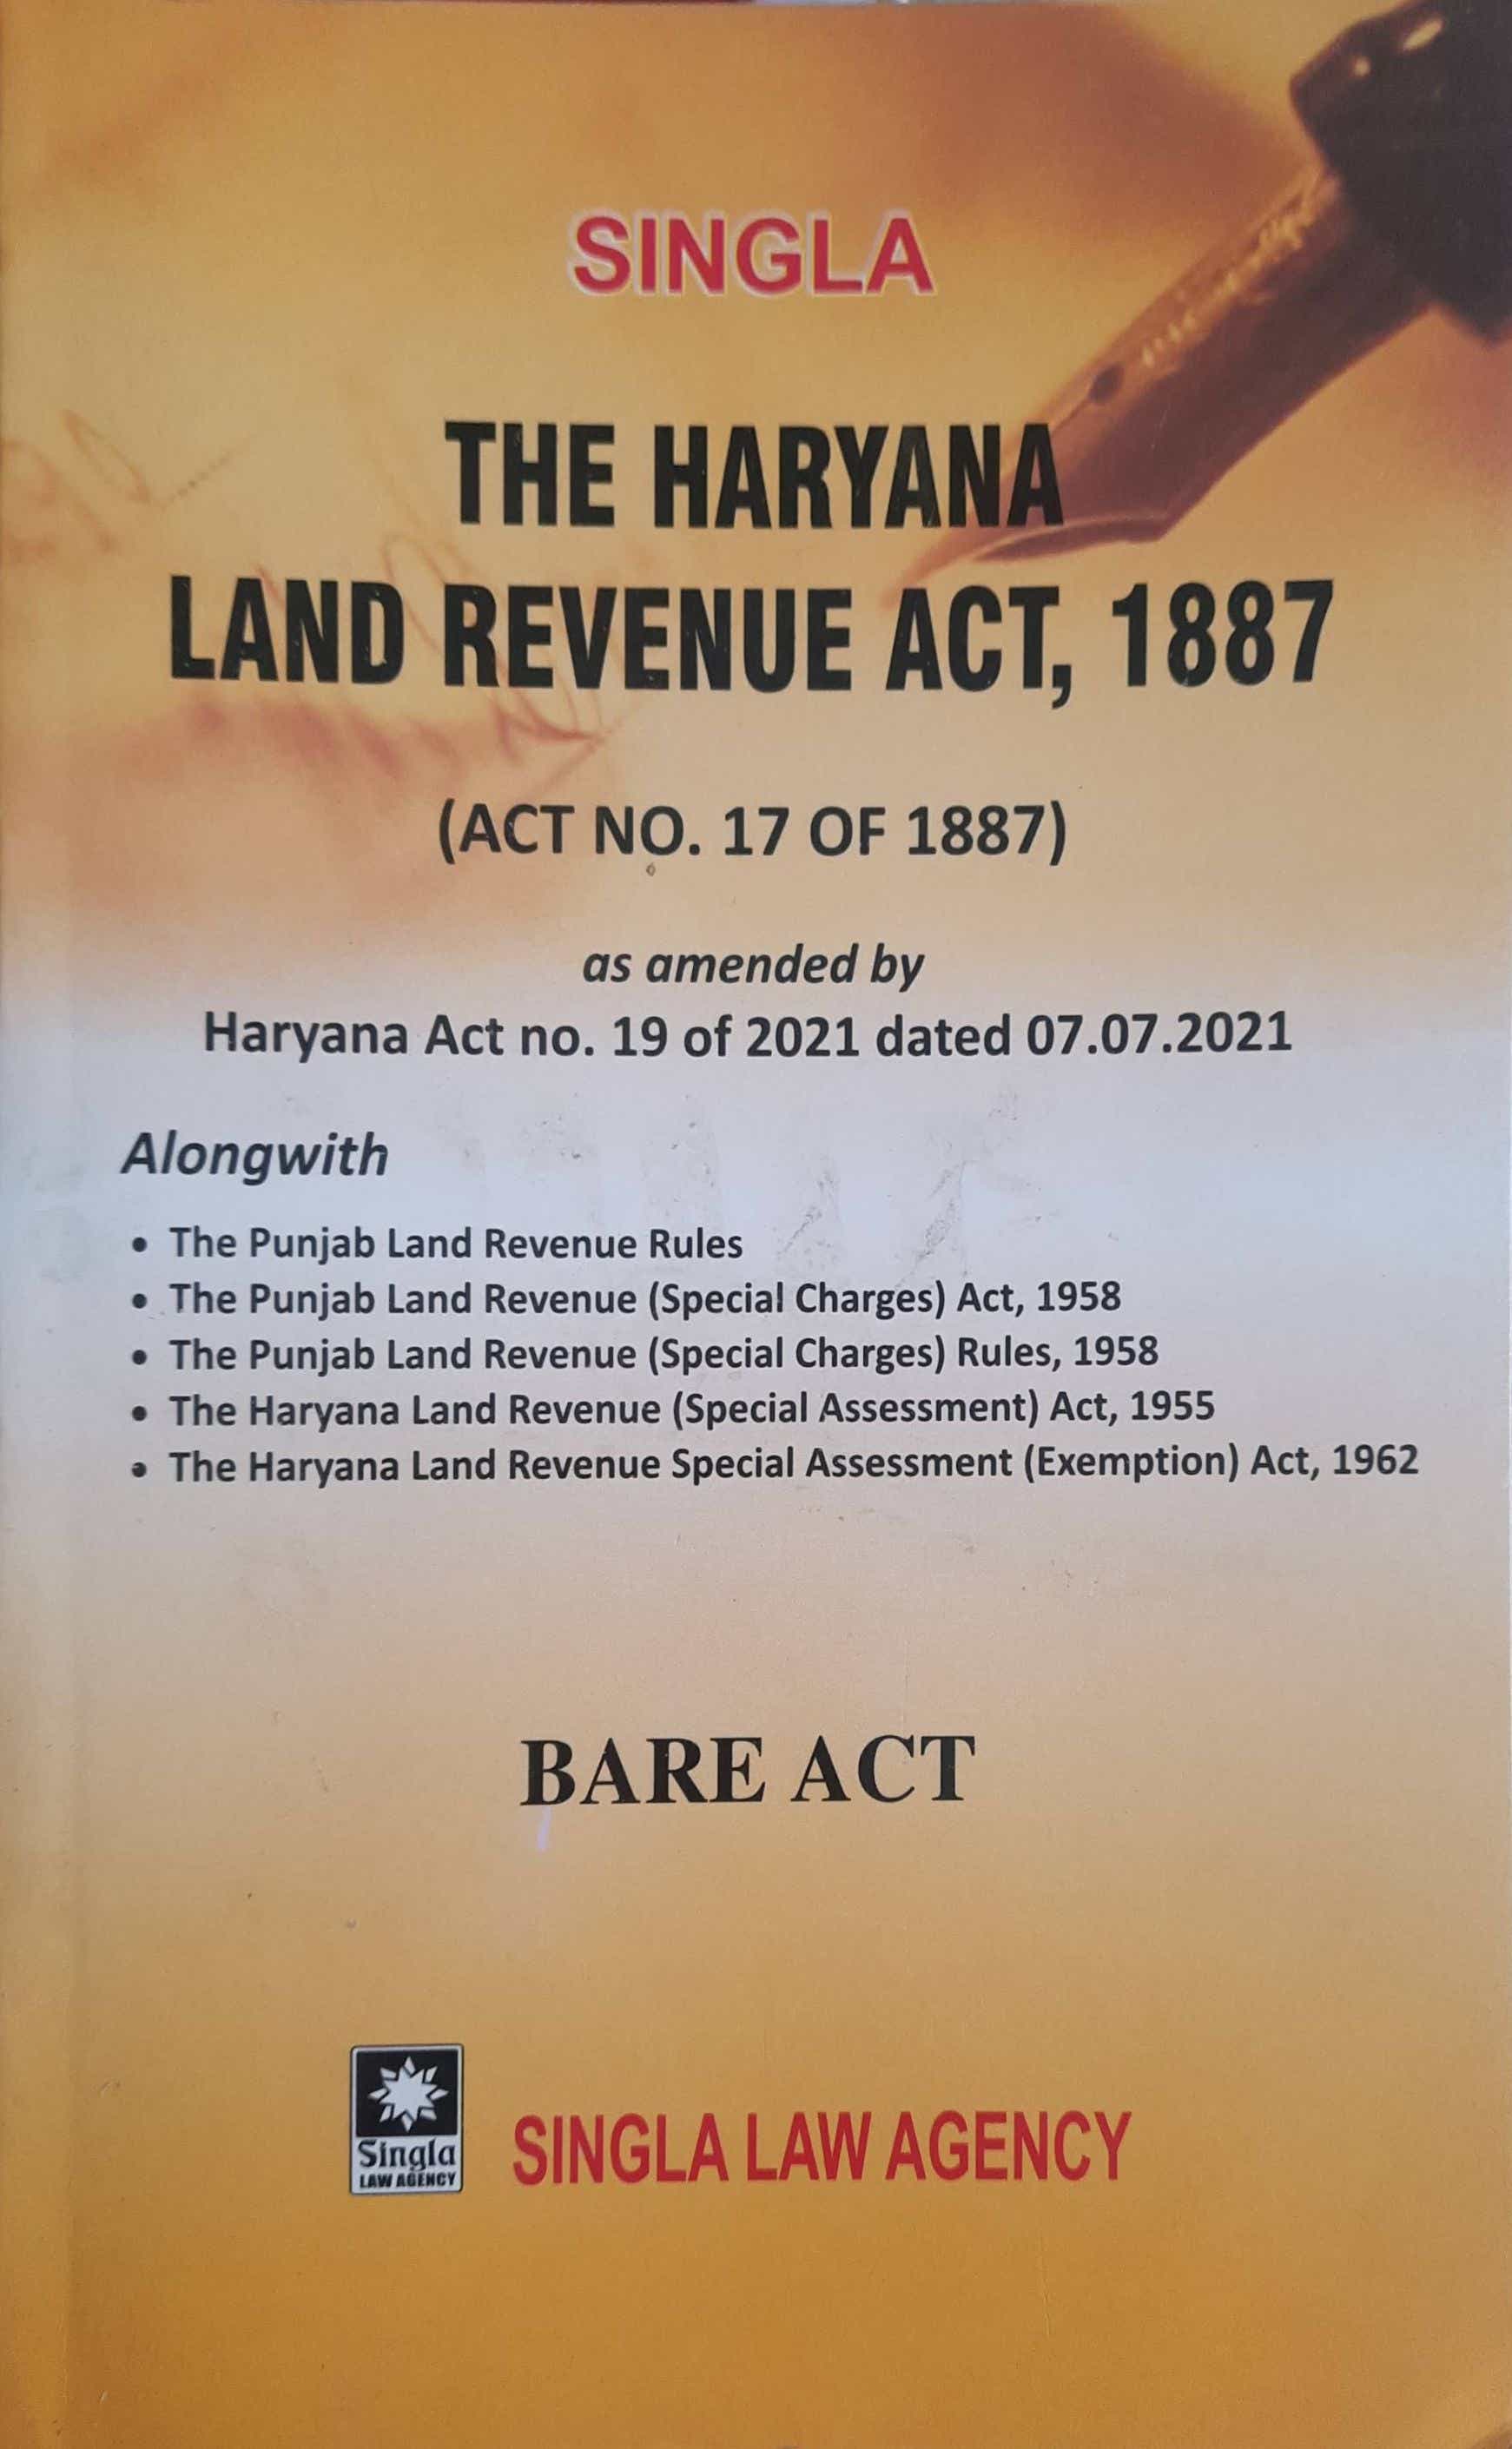 SINGLA
THE HARYANA
LAND REVENUE ACT, 1887
(ACT NO. 17 OF 1887)
as amended by
Haryana Act no. 19 of 2021 dated 07.07.2021
Alongwith
• The Punjab Land Revenue Rules
• The Punjab Land Revenue (Special Charges) Act, 1958
• The Punjab Land Revenue (Special Charges) Rules, 1958
• The Haryana Land Revenue (Special Assessment) Act, 1955
• The Haryana Land Revenue Special Assessment (Exemption) Act, 1962
BARE ACT
Singla
LAW AGENCY
SINGLA LAW AGENCY